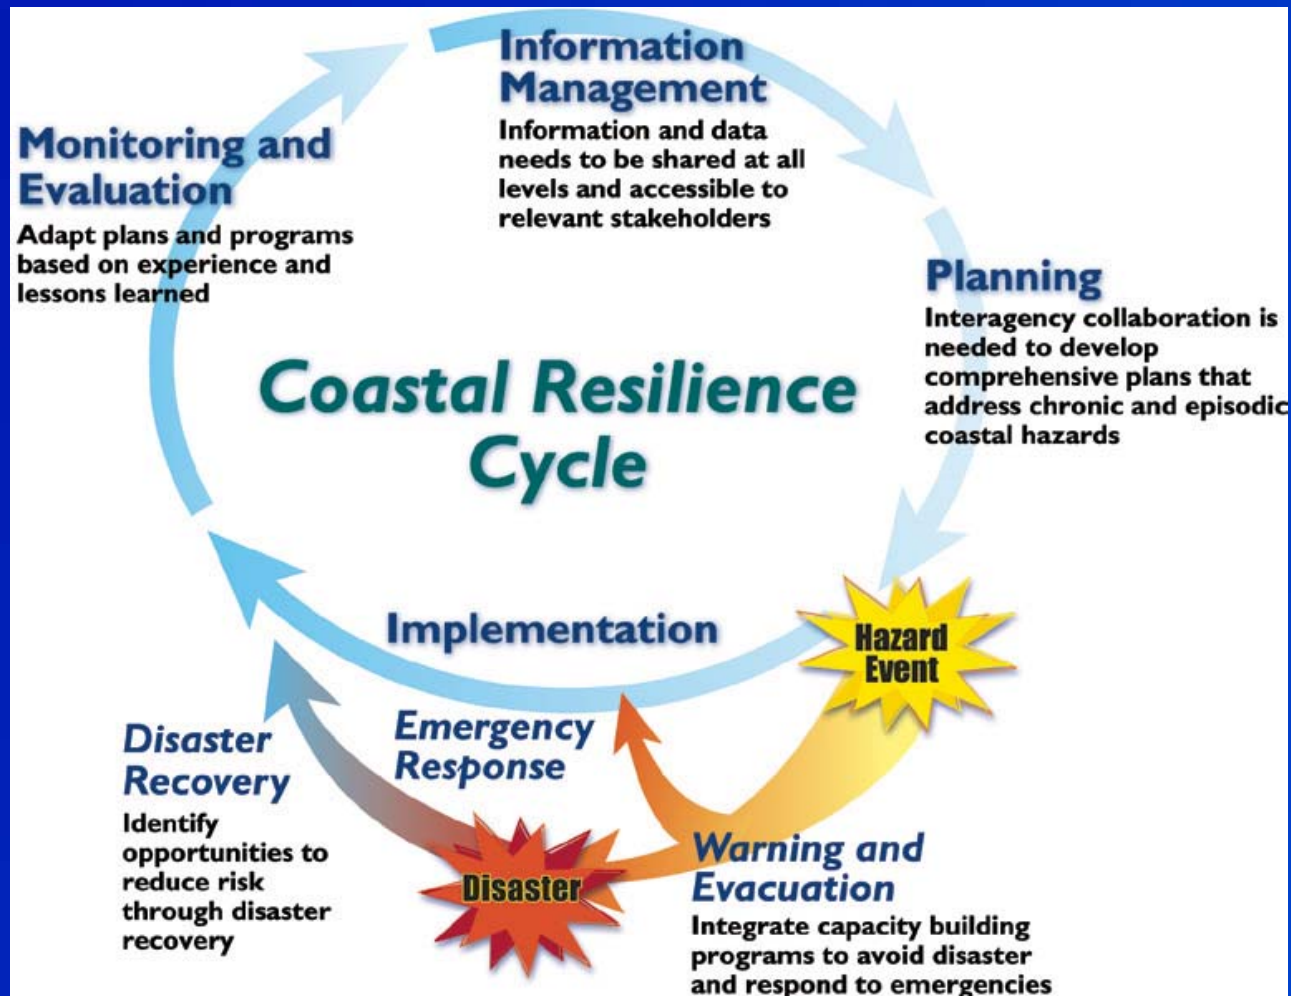 Information
Management
Information and data
needs to be shared at all
levels and accessible to
relevant stakeholders
Monitoring and
Evaluation
Adapt plans and programs
based on experience and
lessons learned
Planning
Interagency collaboration is
needed to develop
comprehensive plans that
address chronic and episodic
coastal hazards
Coastal Resilience
Cycle
Implementation
Hazard
Event
Emergency
Response
Disaster
Recovery
Identify
opportunities to
reduce risk
through disaster
recovery
Disaster
Warning and
Evacuation
Integrate capacity building
programs to avoid disaster
and respond to emergencies